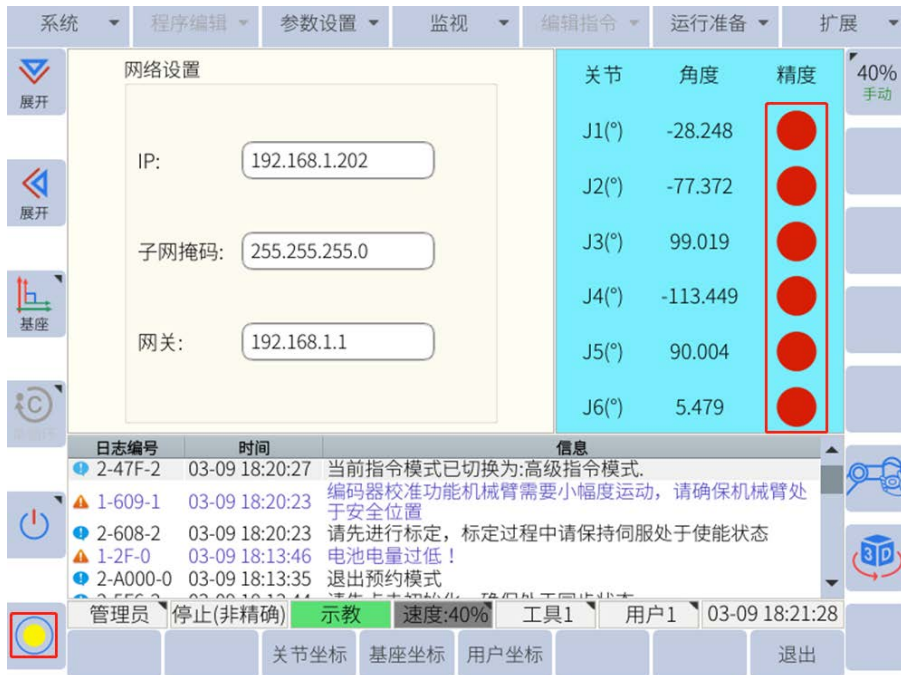 系统 程序编辑 参数设置 监视 编辑指令 运行准备 扩展
展开
网络设置
关节 角度 精度
40%
手动
IP: 192.168.1.202
J1(°) -28.248
J2(°) -77.372
展开
子网掩码: 255.255.255.0
J3(°) 99.019
J4(°) -113.449
基座
网关: 192.168.1.1
J5(°) 90.004
J6(°) 5.479
日志编号 时间 信息
2-47F-2 03-09 18:20:27 当前指令模式已切换为:高级指令模式.
1-609-1 03-09 18:20:23 编码器校准功能机械臂需要小幅度运动，请确保机械臂处
于安全位置
2-608-2 03-09 18:20:23 请先进行标定，标定过程中请保持伺服处于使能状态
1-2F-0 03-09 18:13:46 电池电量过低！
2-A000-0 03-09 18:13:35 退出预约模式
3D
管理员 停止(非精确) 示教 速度:40% 工具1 用户1 03-09 18:21:28
关节坐标 基座坐标 用户坐标 退出